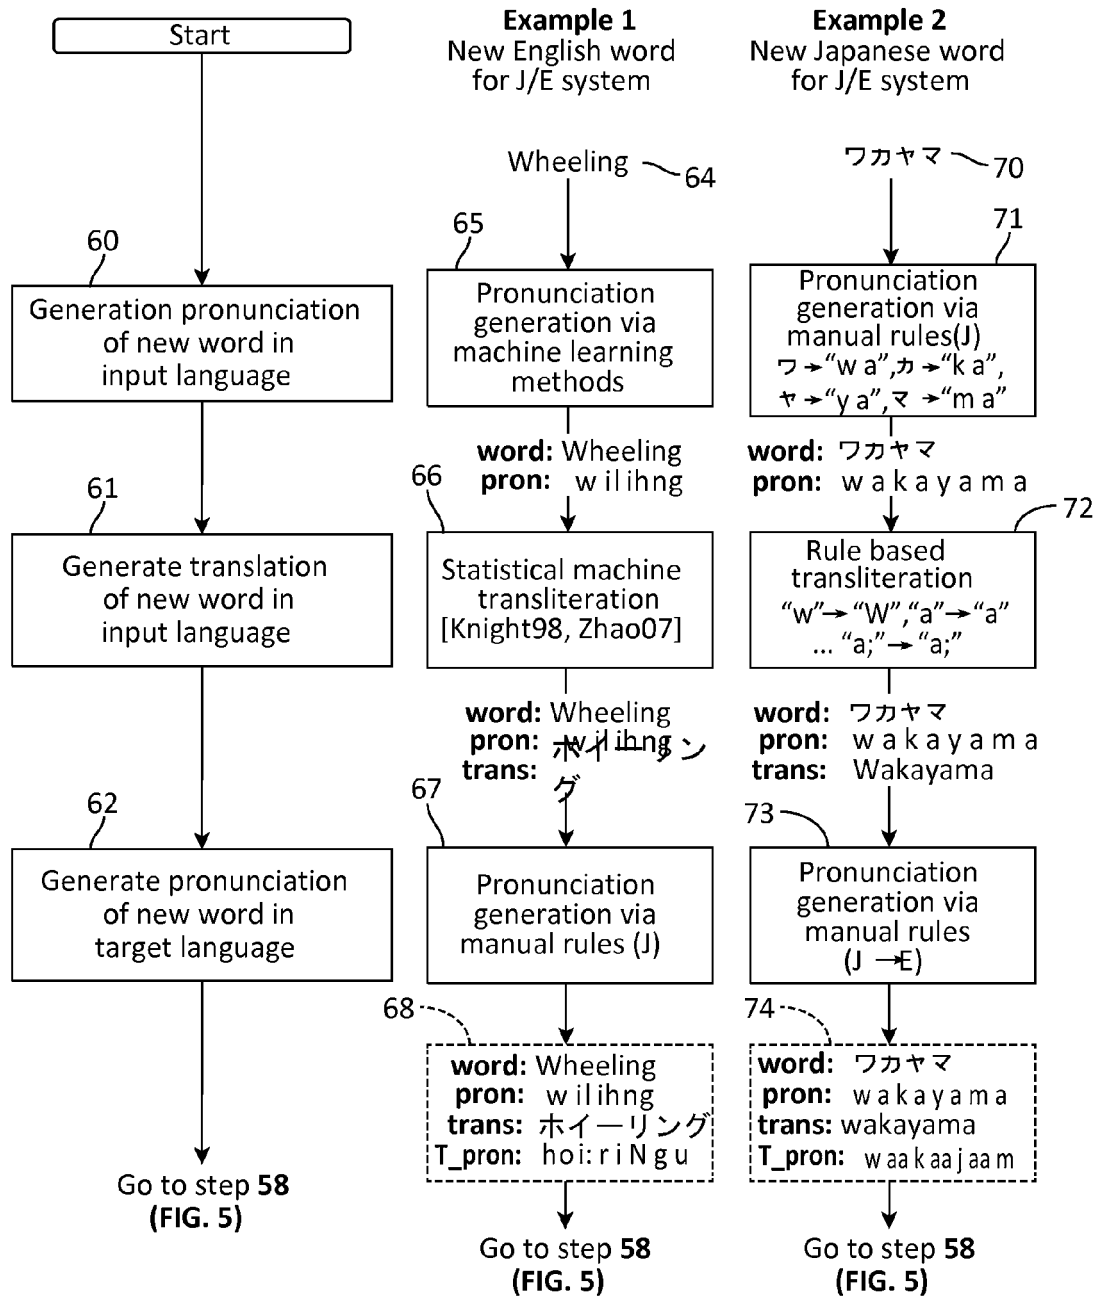 Start
60
Generation pronunciation
of new word in
input language
61
Generate translation
of new word in
input language
62
Generate pronunciation
of new word in
target language
Go to step 58
(FIG. 5)
Example 1
New English word
for J/E system
Wheeling
64
65
Pronunciation
generation via
machine learning
methods
word: Wheeling
pron: w i l ihng
66
Statistical machine
transliteration
[Knight98, Zhao07]
word: Wheeling
pron: w i l ihng
trans: ホイーリン
グ
67
Pronunciation
generation via
manual rules (J)
68
word: Wheeling
pron: w i l ihng
trans: ホイーリング
T_pron: h o i: r i N g u
Go to step 58
(FIG. 5)
Example 2
New Japanese word
for J/E system
ワカヤマ
70
71
Pronunciation
generation via
manual rules(J)
ワ→“w a”,カ→“k a”,
ヤ→“y a”,マ→“m a”
word: ワカヤマ
pron: w a k a y a m a
72
Rule based
transliteration
“w”→“W”,“a”→“a”
... “a;”→“a;”
word: ワカヤマ
pron: w a k a y a m a
trans: Wakayama
73
Pronunciation
generation via
manual rules
(J →E)
74
word: ワカヤマ
pron: w a k a y a m a
trans: wakayama
T_pron: w aa k aa j aa m
Go to step 58
(FIG. 5)